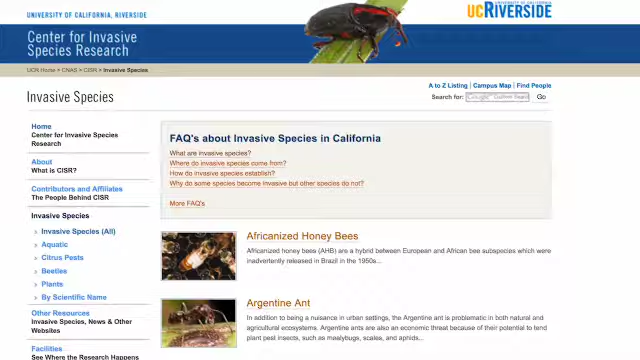 UNIVERSITY OF CALIFORNIA, RIVERSIDE
UNIVERSITY OF CALIFORNIA
UCRIVERSIDE
Center for Invasive
Species Research
UCR Home > CNAS > CISR > Invasive Species
A to Z Listing | Campus Map | Find People
Invasive Species
Search for: Google Custom Search Go
Home
Center for Invasive Species
Research
About
What is CISR?
Contributors and Affiliates
The People Behind CISR
Invasive Species
Invasive Species (All)
Aquatic
Citrus Pests
Beetles
Plants
By Scientific Name
Other Resources
Invasive Species, News & Other
Websites
Facilities
See Where the Research Happens
FAQ's about Invasive Species in California
What are invasive species?
Where do invasive species come from?
How do invasive species establish?
Why do some species become invasive but other species do not?
More FAQ's
Africanized Honey Bees
Africanized honey bees (AHB) are a hybrid between European and African bee subspecies which were
inadvertently released in Brazil in the 1950s...
Argentine Ant
In addition to being a nuisance in urban settings, the Argentine ant is problematic in both natural and
agricultural ecosystems. Argentine ants are also an economic threat because of their potential to tend
plant pest insects, such as mealybugs, scales, and aphids...